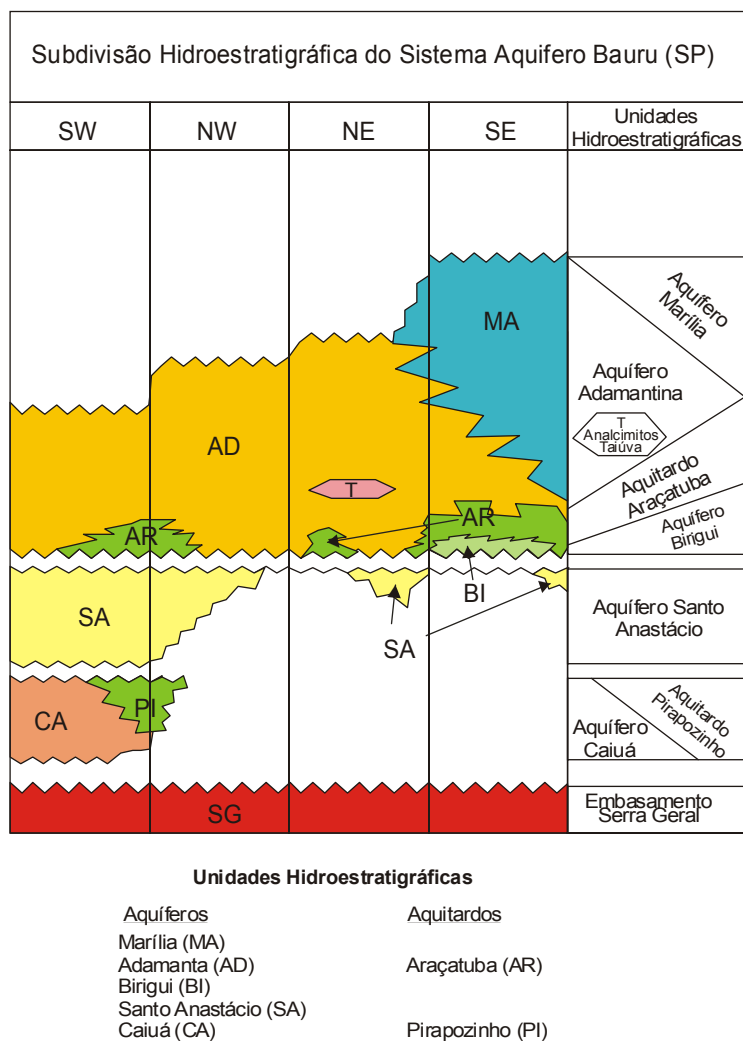 Subdivisão Hidroestratigráfica do Sistema Aquifero Bauru (SP)
SW
NW
NE
SE
Unidades
Hidroestratigráficas
MA
AD
T
AR
AR
BI
SA
SA
CA
PI
SG
Aquífero
Marília
Aquífero
Adamantina
T
Analcimitos
Taiúva
Aquitardo
Araçatuba
Aquífero
Birigui
Aquífero Santo
Anastácio
Aquitardo
Pirapozinho
Aquífero
Caiuá
Embasamento
Serra Geral
Unidades Hidroestratigráficas
Aquíferos
Aquitardos
Marília (MA)
Adamanta (AD)
Araçatuba (AR)
Birigui (BI)
Santo Anastácio (SA)
Caiuá (CA)
Pirapozinho (PI)